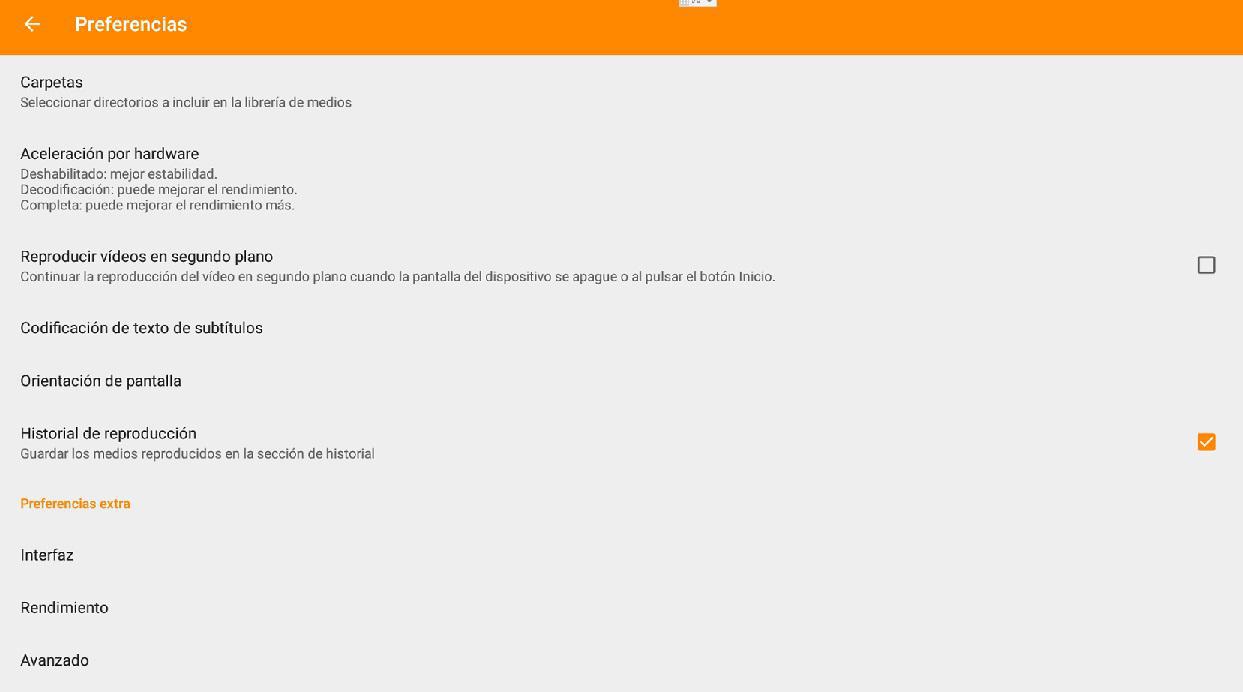 Preferencias
Carpetas
Seleccionar directorios a incluir en la librería de medios
Aceleración por hardware
Deshabilitado: mejor estabilidad.
Decodificación: puede mejorar el rendimiento.
Completa: puede mejorar el rendimiento más.
Reproducir vídeos en segundo plano
Continuar la reproducción del vídeo en segundo plano cuando la pantalla del dispositivo se apague o al pulsar el botón Inicio.
Codificación de texto de subtítulos
Orientación de pantalla
Historial de reproducción
Guardar los medios reproducidos en la sección de historial
Preferencias extra
Interfaz
Rendimiento
Avanzado